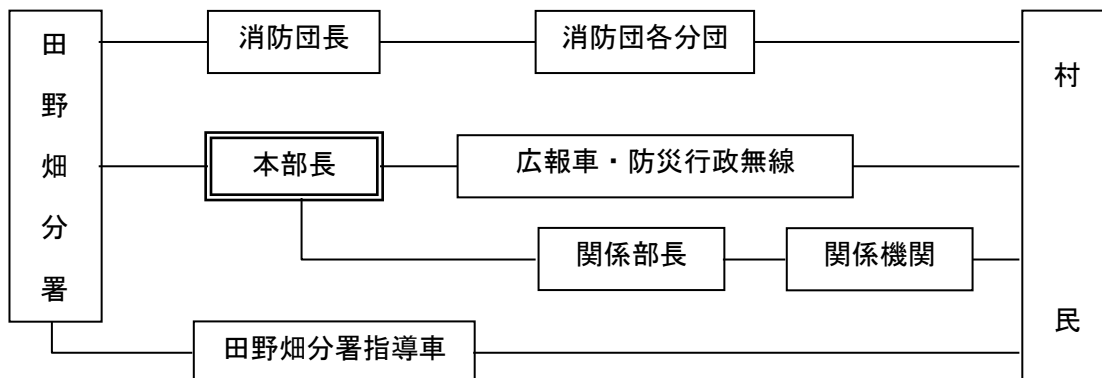 田野畑分署
消防団長
消防団各分団
村民
本部長
広報車・防災行政無線
関係部長
関係機関
田野畑分署指導車